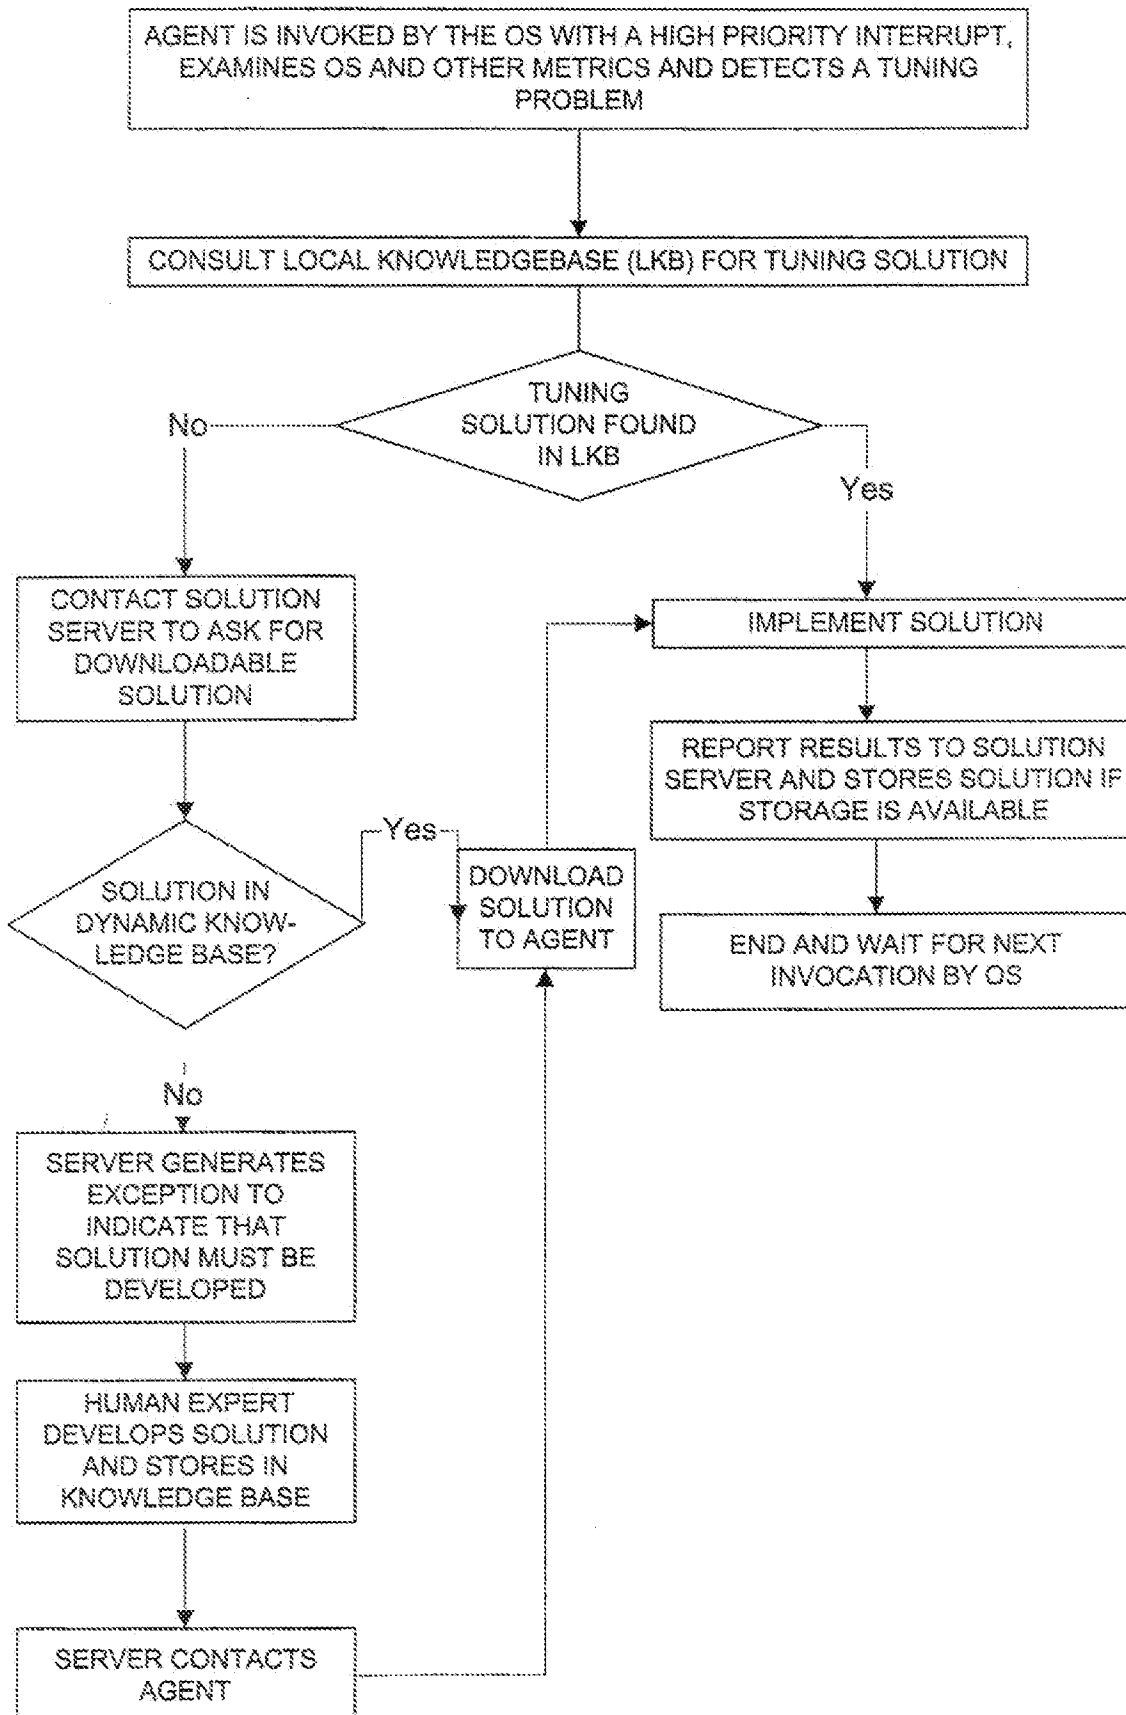 AGENT IS INVOKED BY THE OS WITH A HIGH PRIORITY INTERRUPT,
EXAMINES OS AND OTHER METRICS AND DETECTS A TUNING
PROBLEM
CONSULT LOCAL KNOWLEDGEBASE (LKB) FOR TUNING SOLUTION
TUNING
SOLUTION FOUND
IN LKB
No
Yes
CONTACT SOLUTION
SERVER TO ASK FOR
DOWNLOADABLE
SOLUTION
IMPLEMENT SOLUTION
REPORT RESULTS TO SOLUTION
SERVER AND STORES SOLUTION IF
STORAGE IS AVAILABLE
Yes
SOLUTION IN
DYNAMIC KNOW-
LEDGE BASE?
DOWNLOAD
SOLUTION
TO AGENT
END AND WAIT FOR NEXT
INVOCATION BY OS
No
SERVER GENERATES
EXCEPTION TO
INDICATE THAT
SOLUTION MUST BE
DEVELOPED
HUMAN EXPERT
DEVELOPS SOLUTION
AND STORES IN
KNOWLEDGE BASE
SERVER CONTACTS
AGENT